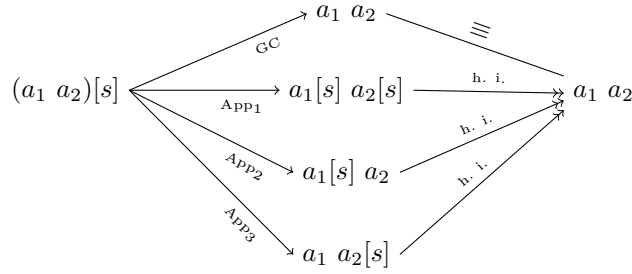 a₁ a₂
GC
≡
(a₁ a₂)[s]
App₁
a₁[s] a₂[s]
h. i.
a₁ a₂
App₂
a₁[s] a₂
h. i.
App₃
a₁ a₂[s]
h. i.